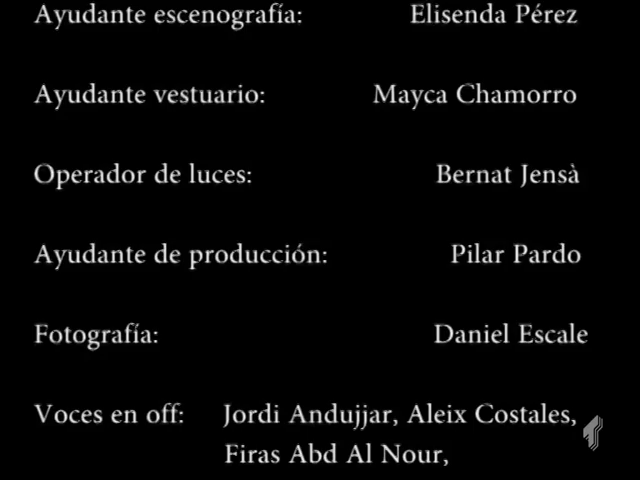 Ayudante escenografía: Elisenda Pérez
Ayudante vestuario: Mayca Chamorro
Operador de luces: Bernat Jensà
Ayudante de producción: Pilar Pardo
Fotografía: Daniel Escale
Voces en off: Jordi Andujjar, Aleix Costales,
Firas Abd Al Nour,